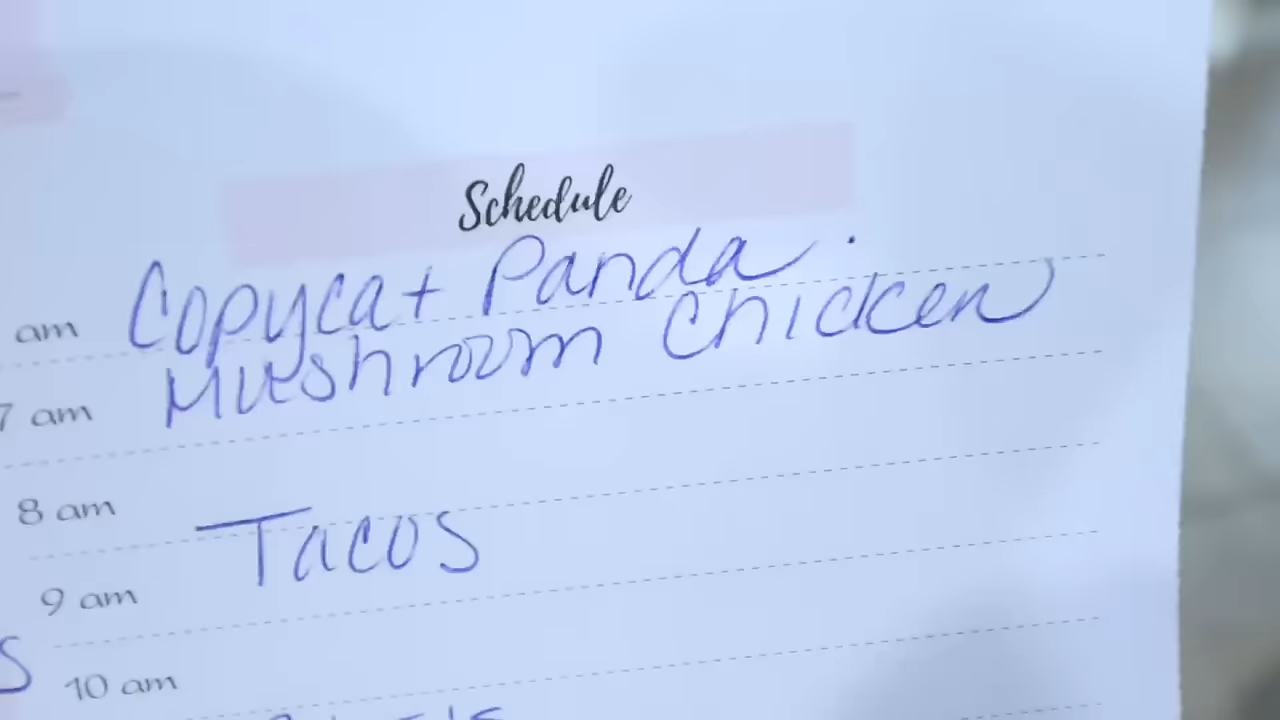 Schedule
am Copycat Panda
7 am Mushroom Chicken
8 am
9 am Tacos
10 am